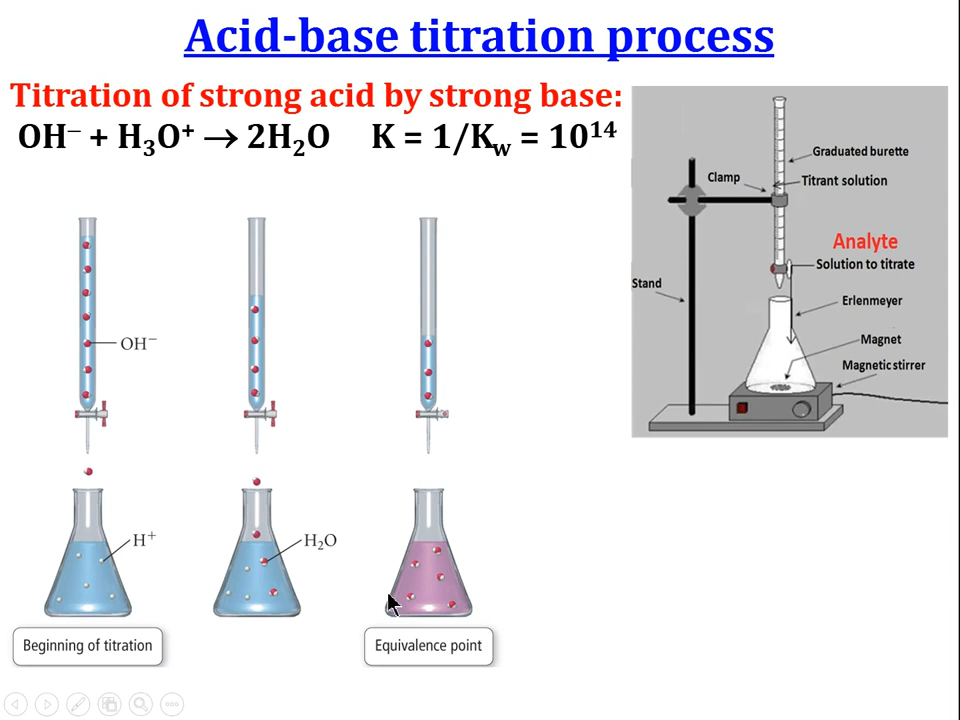 Acid-base titration process
Titration of strong acid by strong base:
OH⁻ + H₃O⁺ → 2H₂O K = 1/K_w = 10¹⁴
Graduated burette
Clamp
Titrant solution
Analyte
Solution to titrate
Stand
Erlenmeyer
Magnet
Magnetic stirrer
OH⁻
H⁺
H₂O
Beginning of titration
Equivalence point